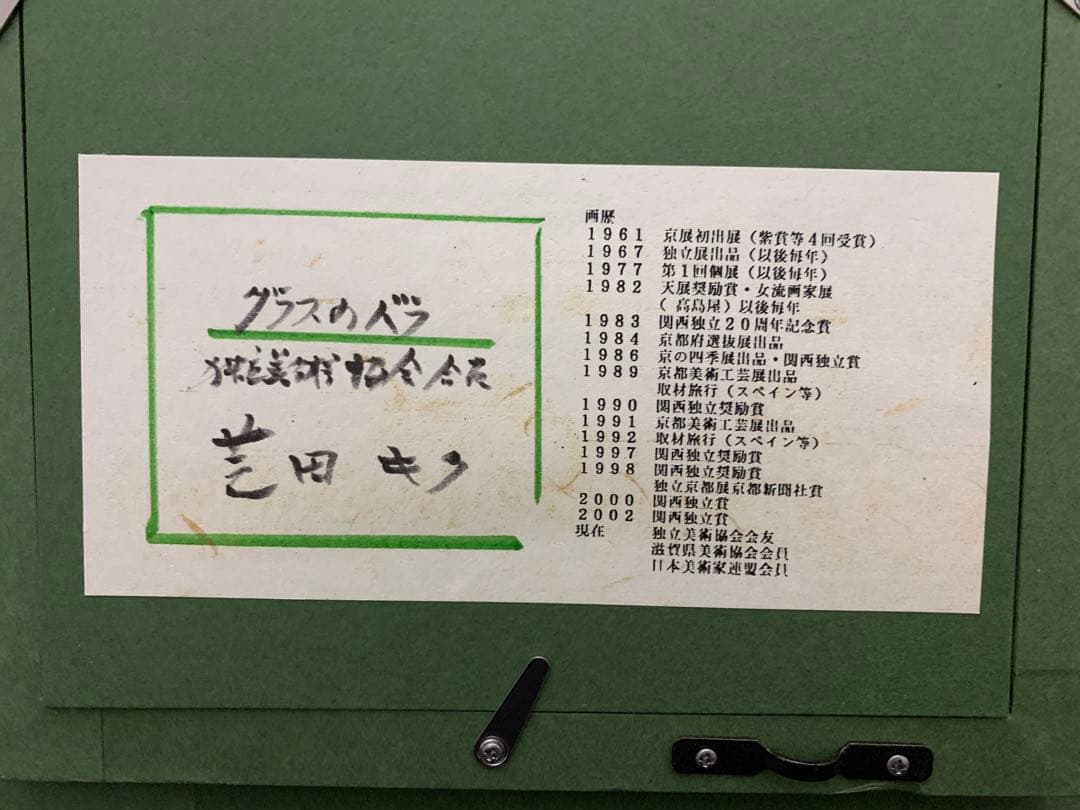 グラスのバラ
独立美術協会会友
芝田 キク
画歴
１９６１ 京展初出展（紫賞等４回受賞）
１９６７ 独立展出品（以後毎年）
１９７７ 第１回個展（以後毎年）
１９８２ 天展奨励賞・女流画家展
（高島屋）以後毎年
１９８３ 関西独立２０周年記念賞
１９８４ 京都府選抜展出品
１９８６ 京の四季展出品・関西独立賞
１９８９ 京都美術工芸展出品
取材旅行（スペイン等）
１９９０ 関西独立奨励賞
１９９１ 京都美術工芸展出品
１９９２ 取材旅行（スペイン等）
１９９７ 関西独立奨励賞
１９９８ 関西独立奨励賞
独立京都展京都新聞社賞
２０００ 関西独立賞
２００２ 関西独立賞
現在 独立美術協会会友
滋賀県美術協会会員
日本美術家連盟会員